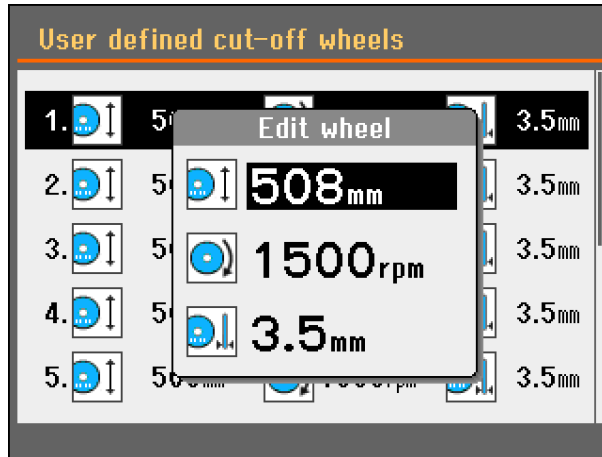 User defined cut-off wheels
1. 3.5mm
Edit wheel
2. 508mm 3.5mm
3. 1500rpm 3.5mm
4. 3.5mm 3.5mm
5. 3.5mm